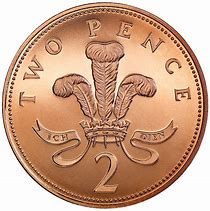 TWO PENCE
ICH DIEN
2